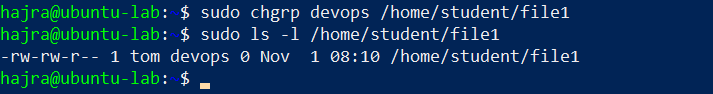 hajra@ubuntu-lab:~$ sudo chgrp devops /home/student/file1
hajra@ubuntu-lab:~$ sudo ls -l /home/student/file1
-rw-rw-r-- 1 tom devops 0 Nov  1 08:10 /home/student/file1
hajra@ubuntu-lab:~$